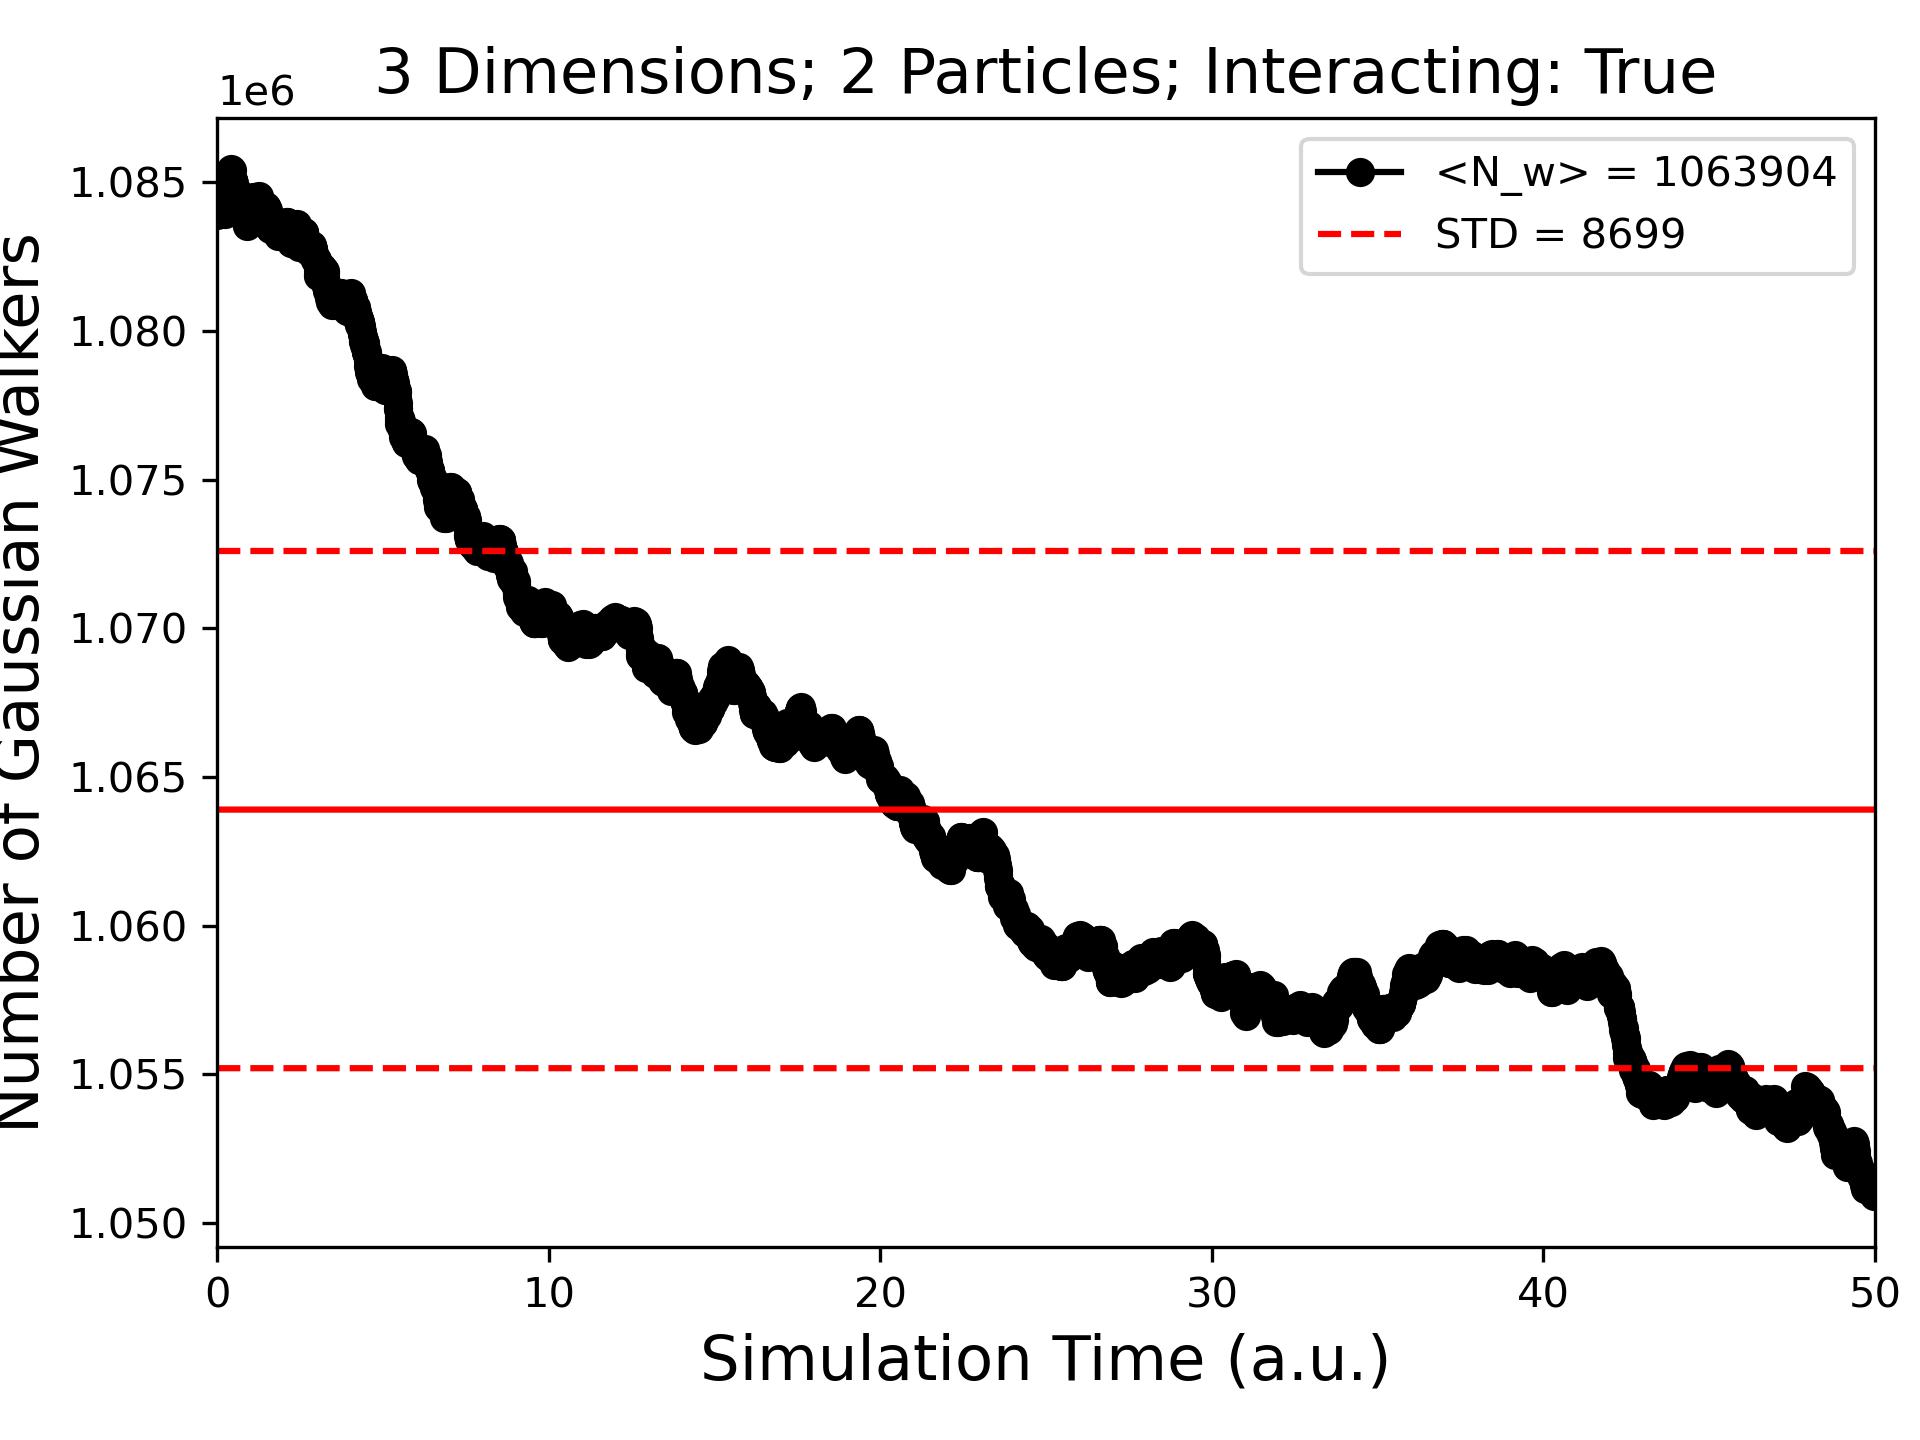 3 Dimensions; 2 Particles; Interacting: True
1e6
<N_w> = 1063904
STD = 8699
Number of Gaussian Walkers
1.085
1.080
1.075
1.070
1.065
1.060
1.055
1.050
0 10 20 30 40 50
Simulation Time (a.u.)